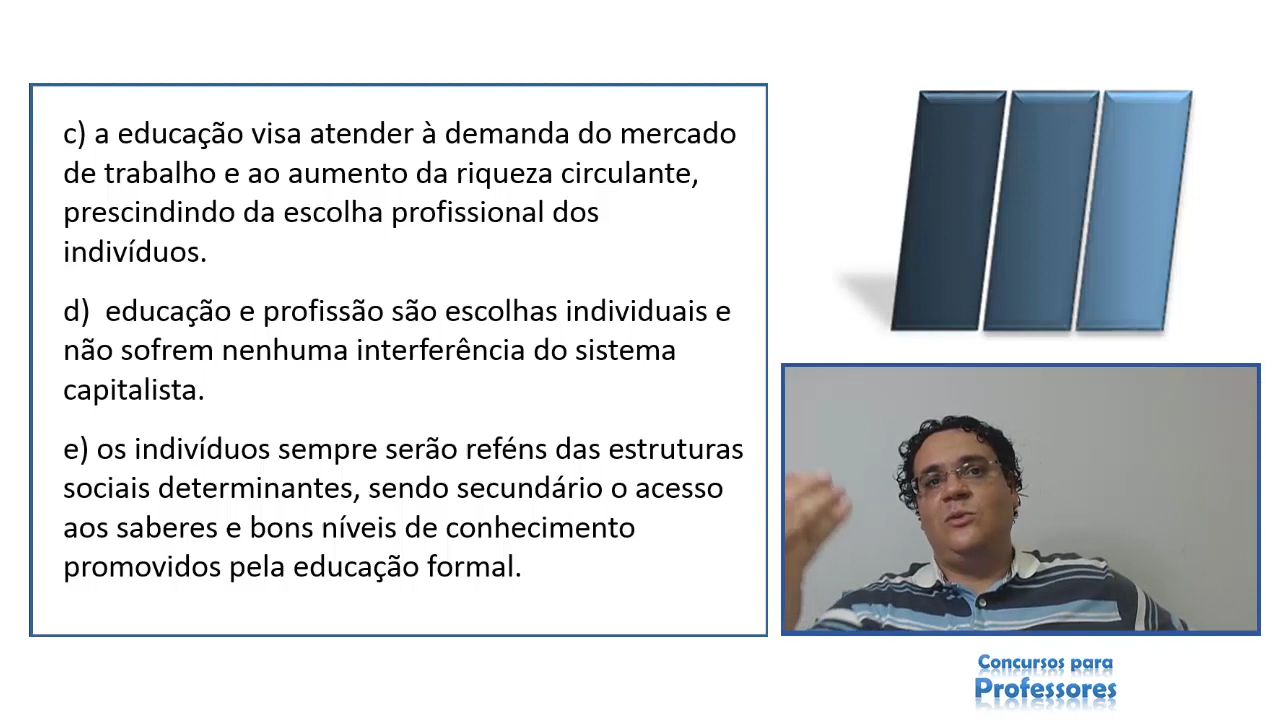 c) a educação visa atender à demanda do mercado
de trabalho e ao aumento da riqueza circulante,
prescindindo da escolha profissional dos
indivíduos.
d)  educação e profissão são escolhas individuais e
não sofrem nenhuma interferência do sistema
capitalista.
e) os indivíduos sempre serão reféns das estruturas
sociais determinantes, sendo secundário o acesso
aos saberes e bons níveis de conhecimento
promovidos pela educação formal.
Concursos para
Professores